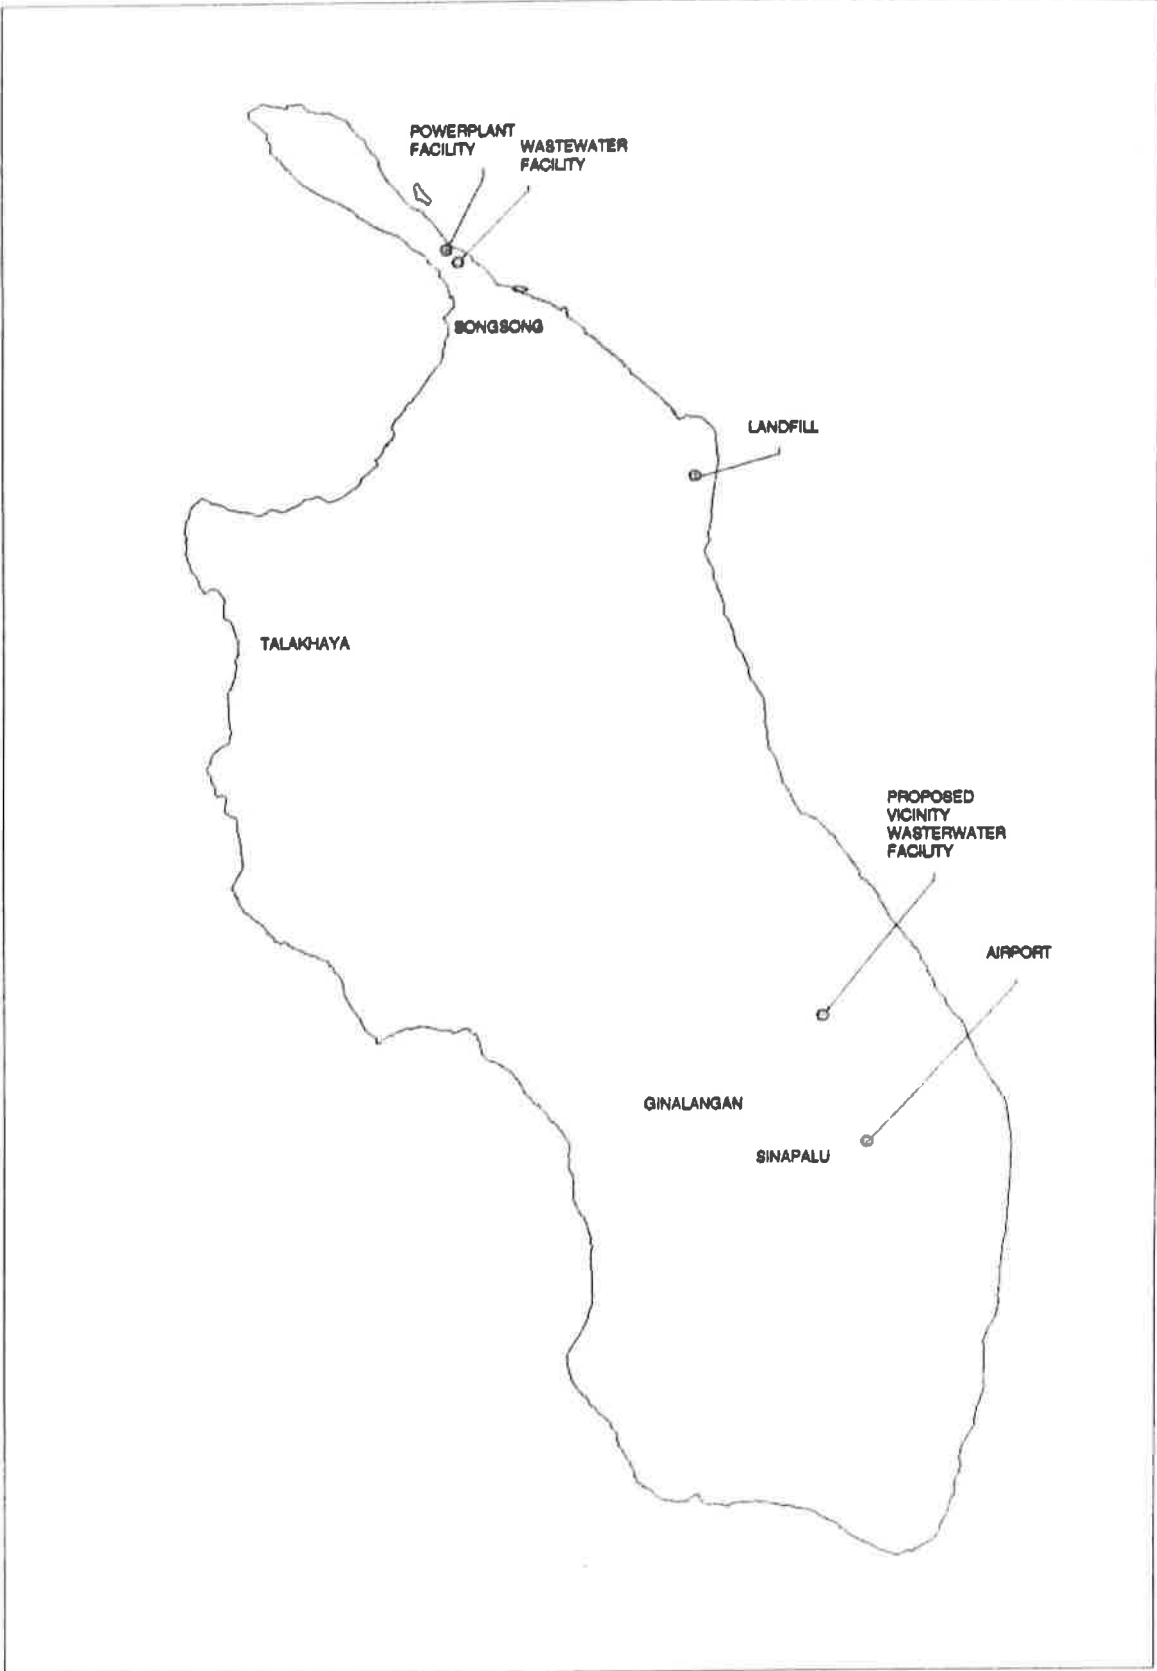 POWERPLANT
FACILITY
WASTEWATER
FACILITY
SONGSONG
LANDFILL
TALAKHAYA
PROPOSED
VICINITY
WASTERWATER
FACILITY
AIRPORT
GINALANGAN
SINAPALU